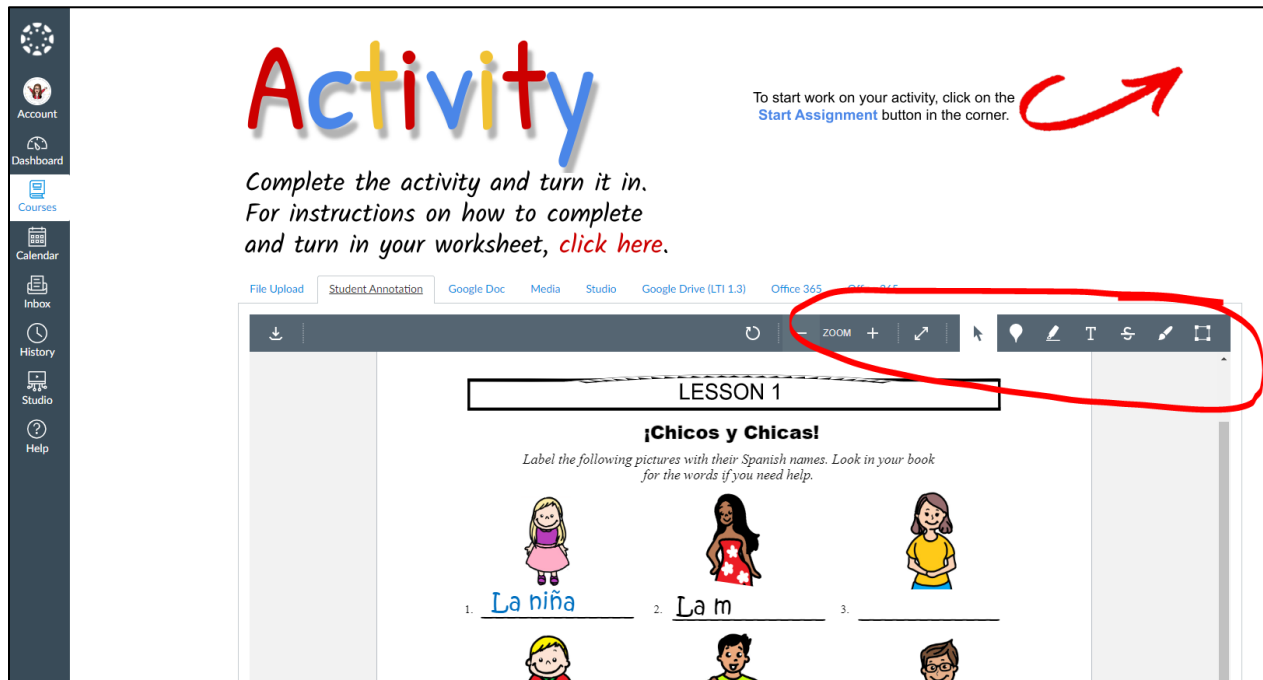 Account
Dashboard
Courses
Calendar
Inbox
History
Studio
Help
Activity
To start work on your activity, click on the
Start Assignment button in the corner.
Complete the activity and turn it in.
For instructions on how to complete
and turn in your worksheet, click here.
File Upload Student Annotation Google Doc Media Studio Google Drive (LTI 1.3) Office 365 Office 365
ZOOM T S
LESSON 1
¡Chicos y Chicas!
Label the following pictures with their Spanish names. Look in your book
for the words if you need help.
1. La niña 2. La m 3.